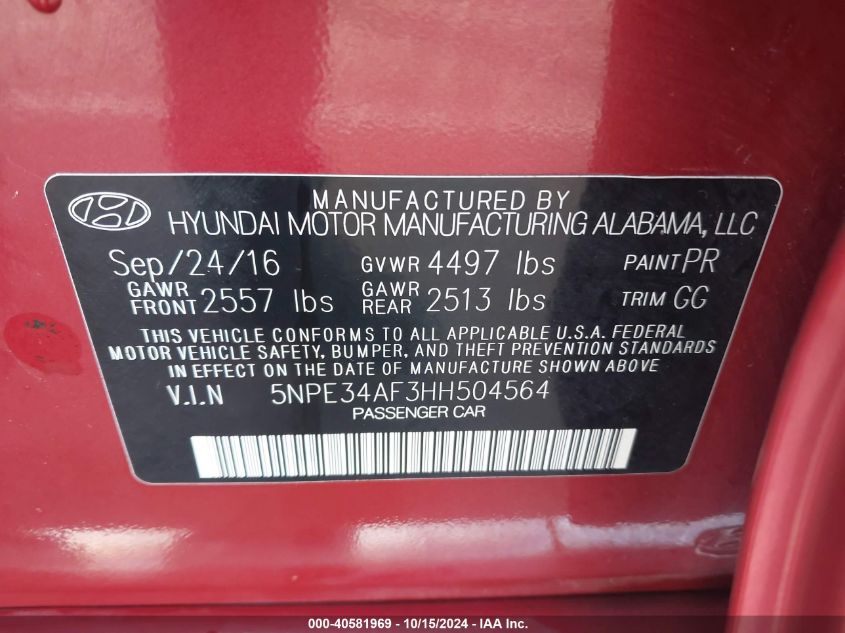 MANUFACTURED BY
HYUNDAI MOTOR MANUFACTURING ALABAMA, LLC
Sep/24/16 GVWR 4497 lbs PAINT PR
GAWR FRONT 2557 lbs GAWR REAR 2513 lbs TRIM GG
THIS VEHICLE CONFORMS TO ALL APPLICABLE U.S.A. FEDERAL
MOTOR VEHICLE SAFETY, BUMPER, AND THEFT PREVENTION STANDARDS
IN EFFECT ON THE DATE OF MANUFACTURE SHOWN ABOVE
V.I.N 5NPE34AF3HH504564
PASSENGER CAR
000-40581969 - 10/15/2024 - IAA Inc.